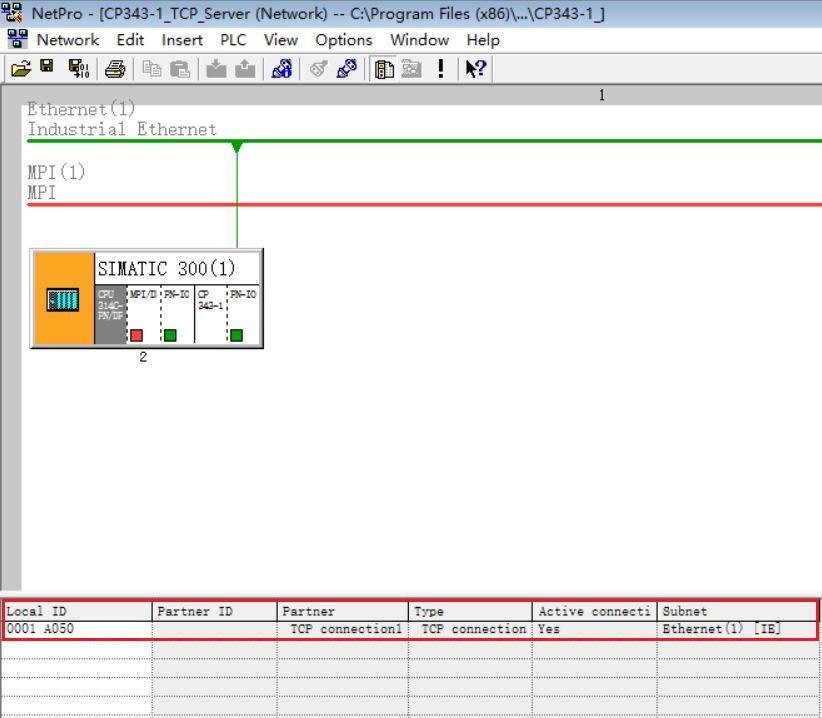 NetPro - [CP343-1_TCP_Server (Network) -- C:\Program Files (x86)\...\CP343-1_]
Network Edit Insert PLC View Options Window Help
1
Ethernet(1)
Industrial Ethernet
MPI(1)
MPI
SIMATIC 300(1)
CPU 314C-PN/DP
MPI/D
PN-IO
CP 343-1
PN-IO
2
Local ID Partner ID Partner Type Active connecti Subnet
0001 A050 TCP connection1 TCP connection Yes Ethernet(1) [IE]